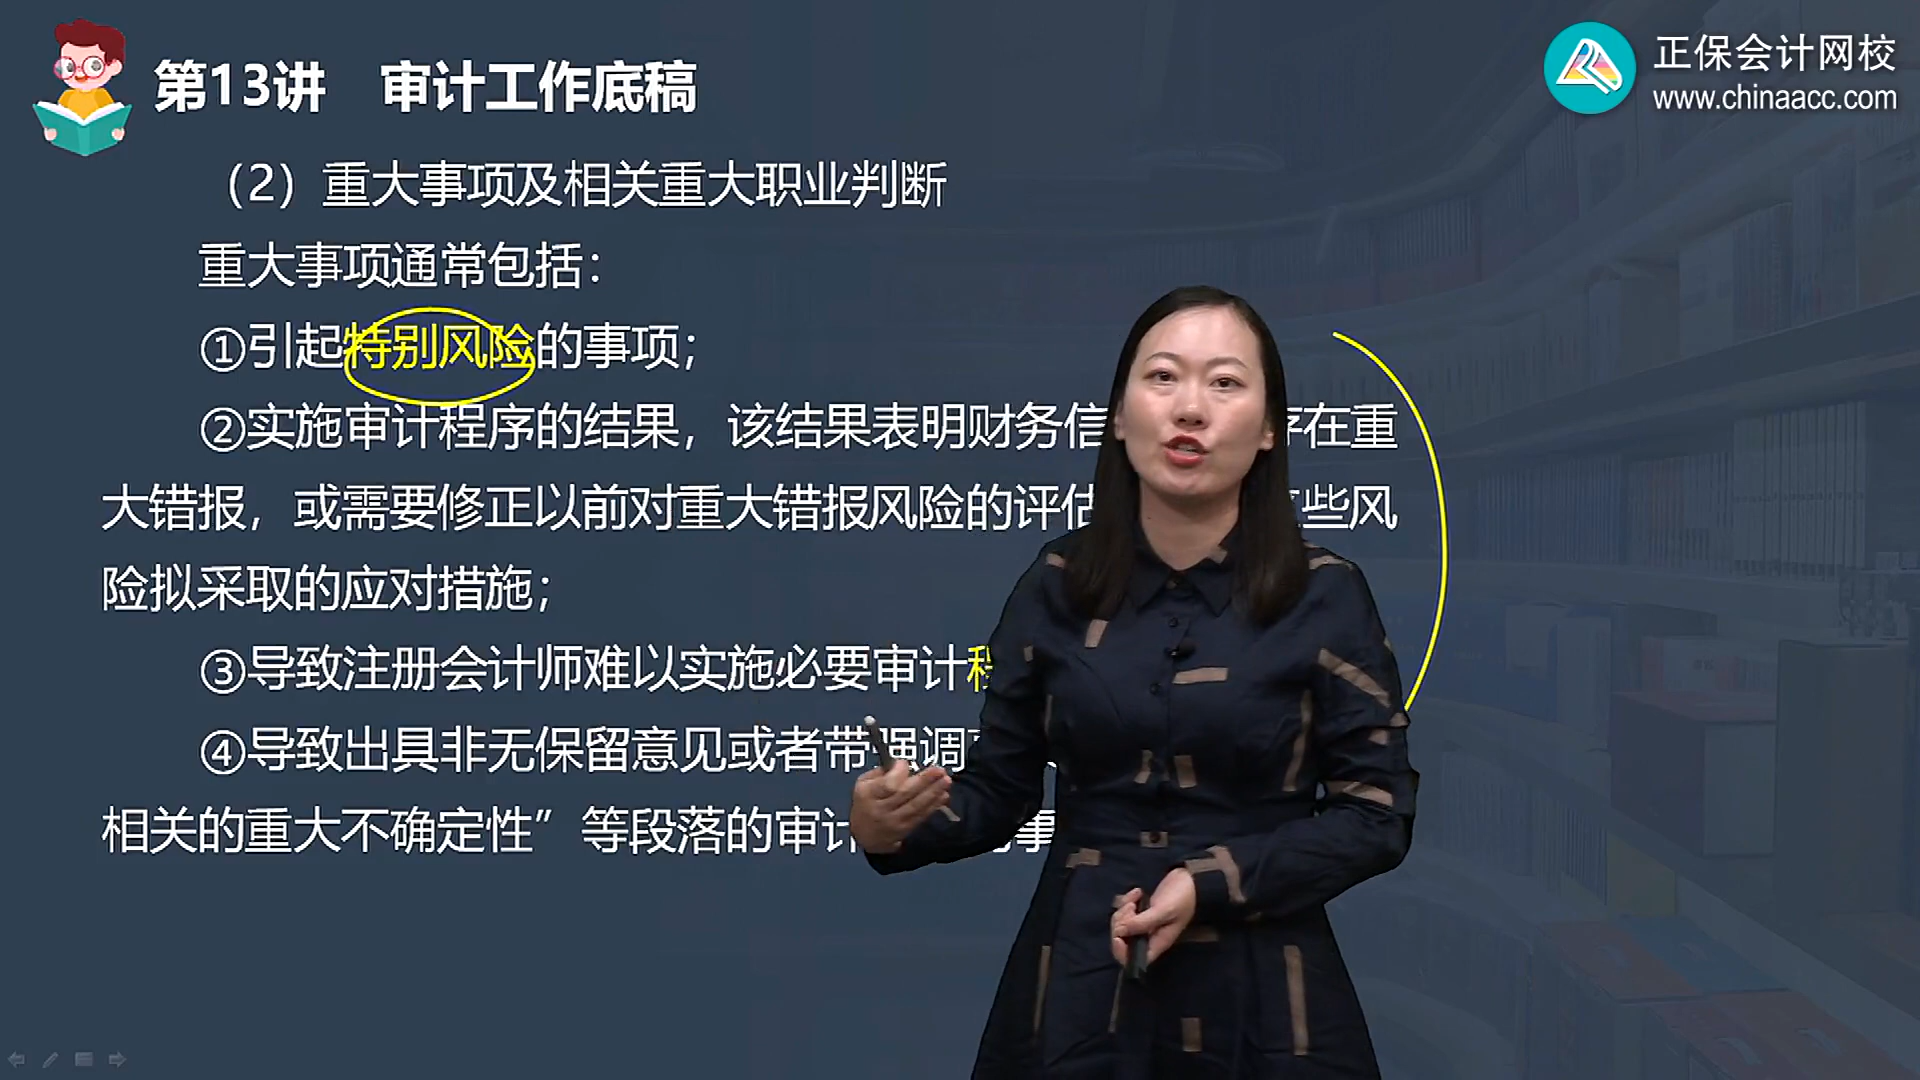 正保会计网校
www.chinaacc.com
第13讲 审计工作底稿
（2）重大事项及相关重大职业判断
重大事项通常包括：
①引起特别风险的事项；
②实施审计程序的结果，该结果表明财务信 存在重
大错报，或需要修正以前对重大错报风险的评估 这些风
险拟采取的应对措施；
③导致注册会计师难以实施必要审计程
④导致出具非无保留意见或者带强调事
相关的重大不确定性”等段落的审计 事